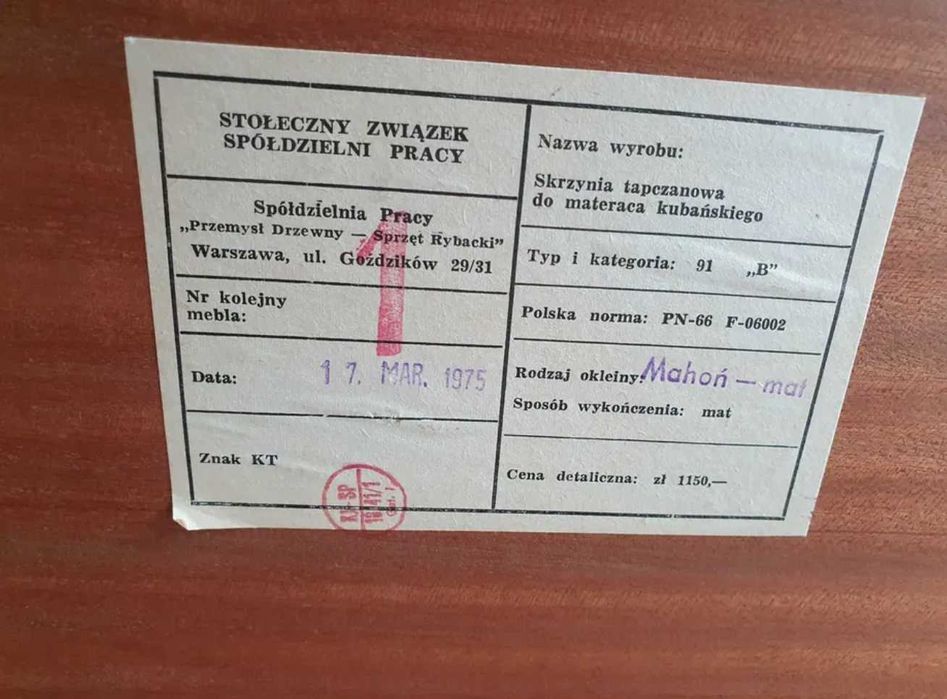 STOŁECZNY ZWIĄZEK
SPÓŁDZIELNI PRACY
Spółdzielnia Pracy
„Przemysł Drzewny — Sprzęt Rybacki”
Warszawa, ul. Goździków 29/31
1
Nr kolejny
mebla:
Data: 17. MAR. 1975
Znak KT
Nazwa wyrobu:
Skrzynia tapczanowa
do materaca kubańskiego
Typ i kategoria: 91 „B”
Polska norma: PN-66 F-06002
Rodzaj okleiny: Mahoń — mat
Sposób wykończenia: mat
Cena detaliczna: zł 1150,—